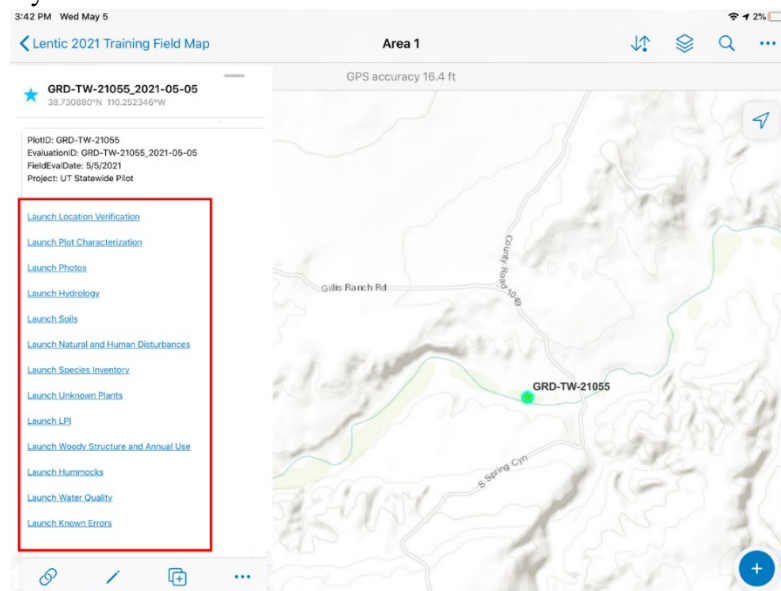 3:42 PM Wed May 5
2%
Lentic 2021 Training Field Map
Area 1
GPS accuracy 16.4 ft
GRD-TW-21055_2021-05-05
38.730880°N 110.252346°W
PlotID: GRD-TW-21055
EvaluationID: GRD-TW-21055_2021-05-05
FieldEvalDate: 5/5/2021
Project: UT Statewide Pilot
Launch Location Verification
Launch Plot Characterization
Launch Photos
Launch Hydrology
Launch Soils
Launch Natural and Human Disturbances
Launch Species Inventory
Launch Unknown Plants
Launch LPI
Launch Woody Structure and Annual Use
Launch Hummocks
Launch Water Quality
Launch Known Errors
County Road 1049
Gillis Ranch Rd
GRD-TW-21055
S Spring Cyn